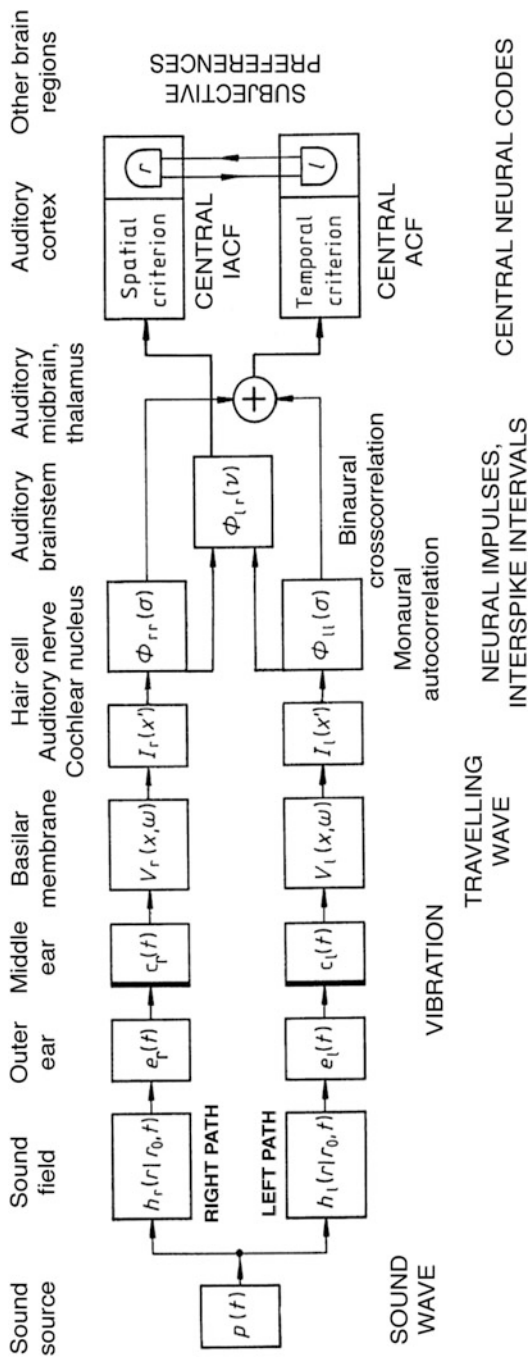 Sound
source
Sound
field
Outer
ear
Middle
ear
Basilar
membrane
Hair cell
Auditory nerve
Cochlear nucleus
Auditory
brainstem
Auditory
midbrain,
thalamus
Auditory
cortex
Other brain
regions
p(t)
h_r(r|r_0,t)
e_r(t)
c_r(t)
V_r(x,ω)
I_r(x')
Φ_rr(σ)
RIGHT PATH
Φ_lr(ν)
+
Spatial
criterion
r
CENTRAL
IACF
SUBJECTIVE
PREFERENCES
LEFT PATH
h_l(r|r_0,t)
e_l(t)
c_l(t)
V_l(x,ω)
I_l(x')
Φ_ll(σ)
Temporal
criterion
l
CENTRAL
ACF
Monaural
autocorrelation
Binaural
crosscorrelation
SOUND
WAVE
VIBRATION
TRAVELLING
WAVE
NEURAL IMPULSES,
INTERSPIKE INTERVALS
CENTRAL NEURAL CODES